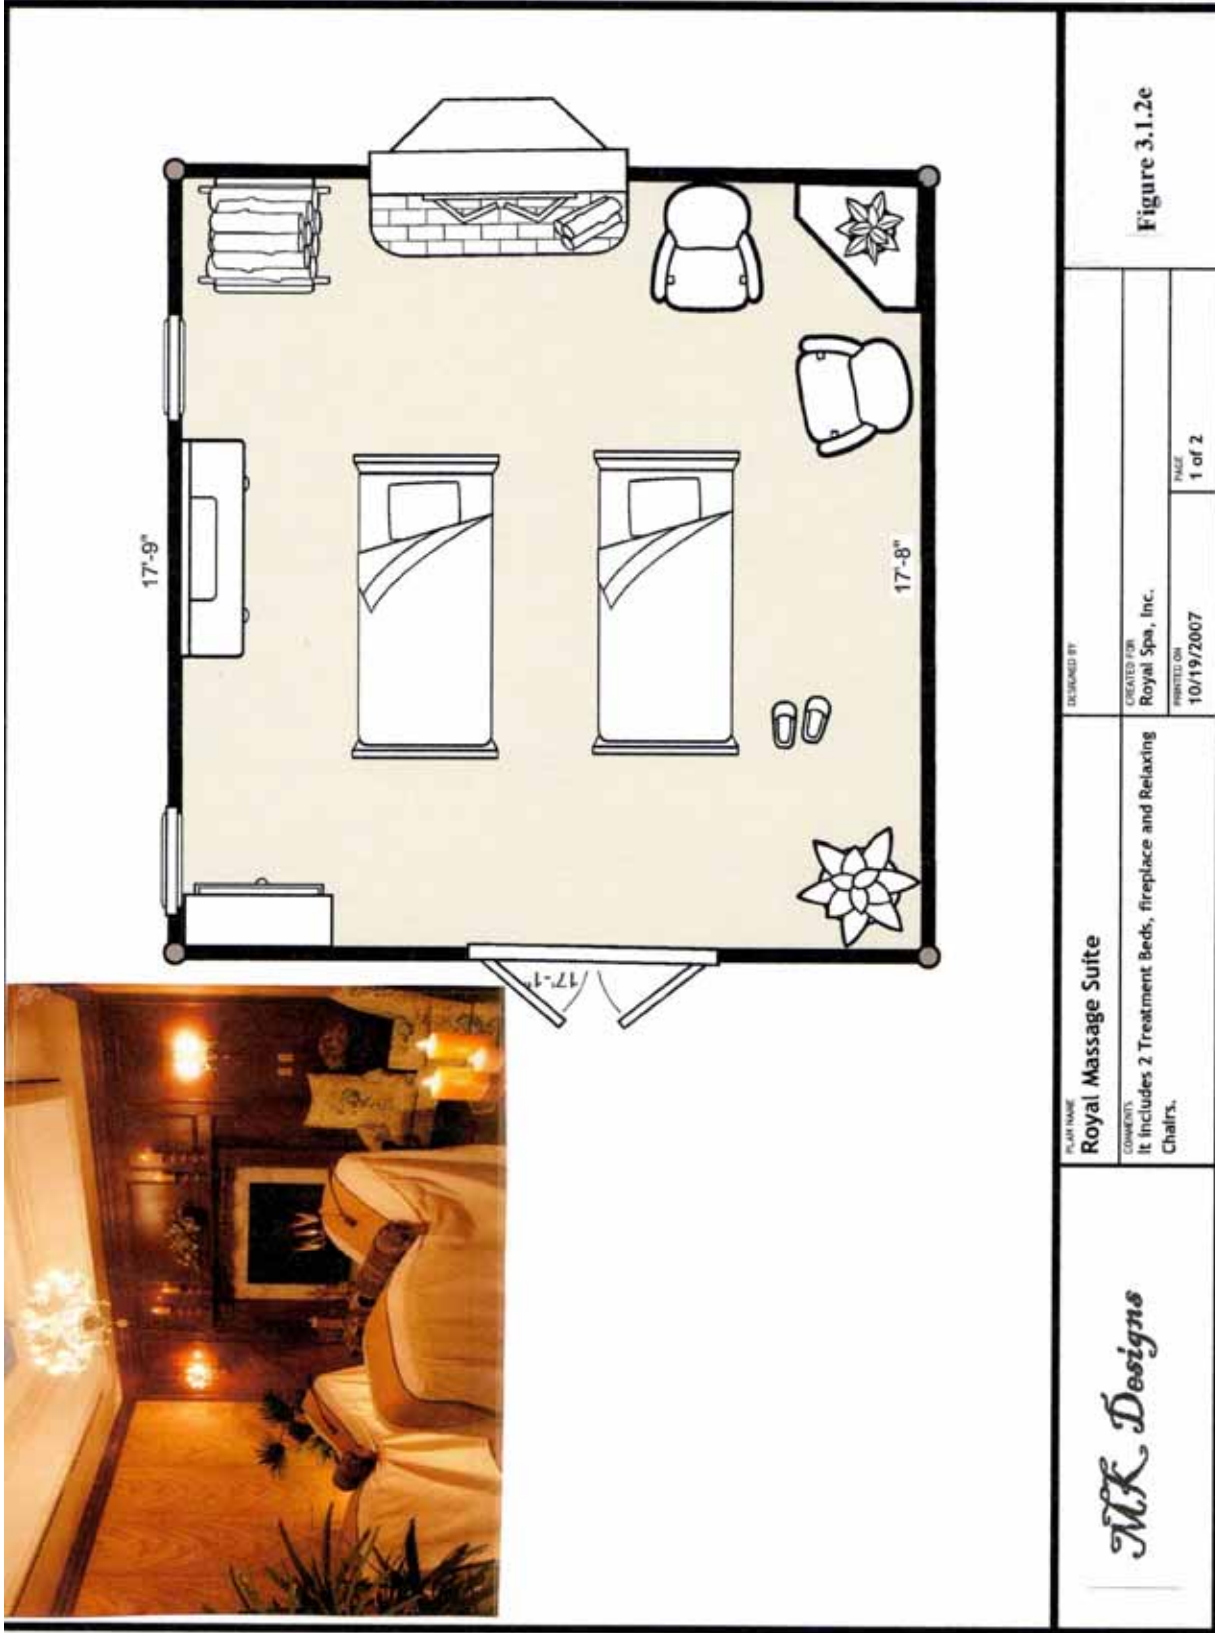 17'-9"
17'-8"
17'-1"
MK Designs
PLAN NAME
Royal Massage Suite
COMMENTS
It includes 2 Treatment Beds, fireplace and Relaxing
Chairs.
DESIGNED BY
CREATED FOR
Royal Spa, Inc.
PRINTED ON
10/19/2007
PAGE
1 of 2
Figure 3.1.2e